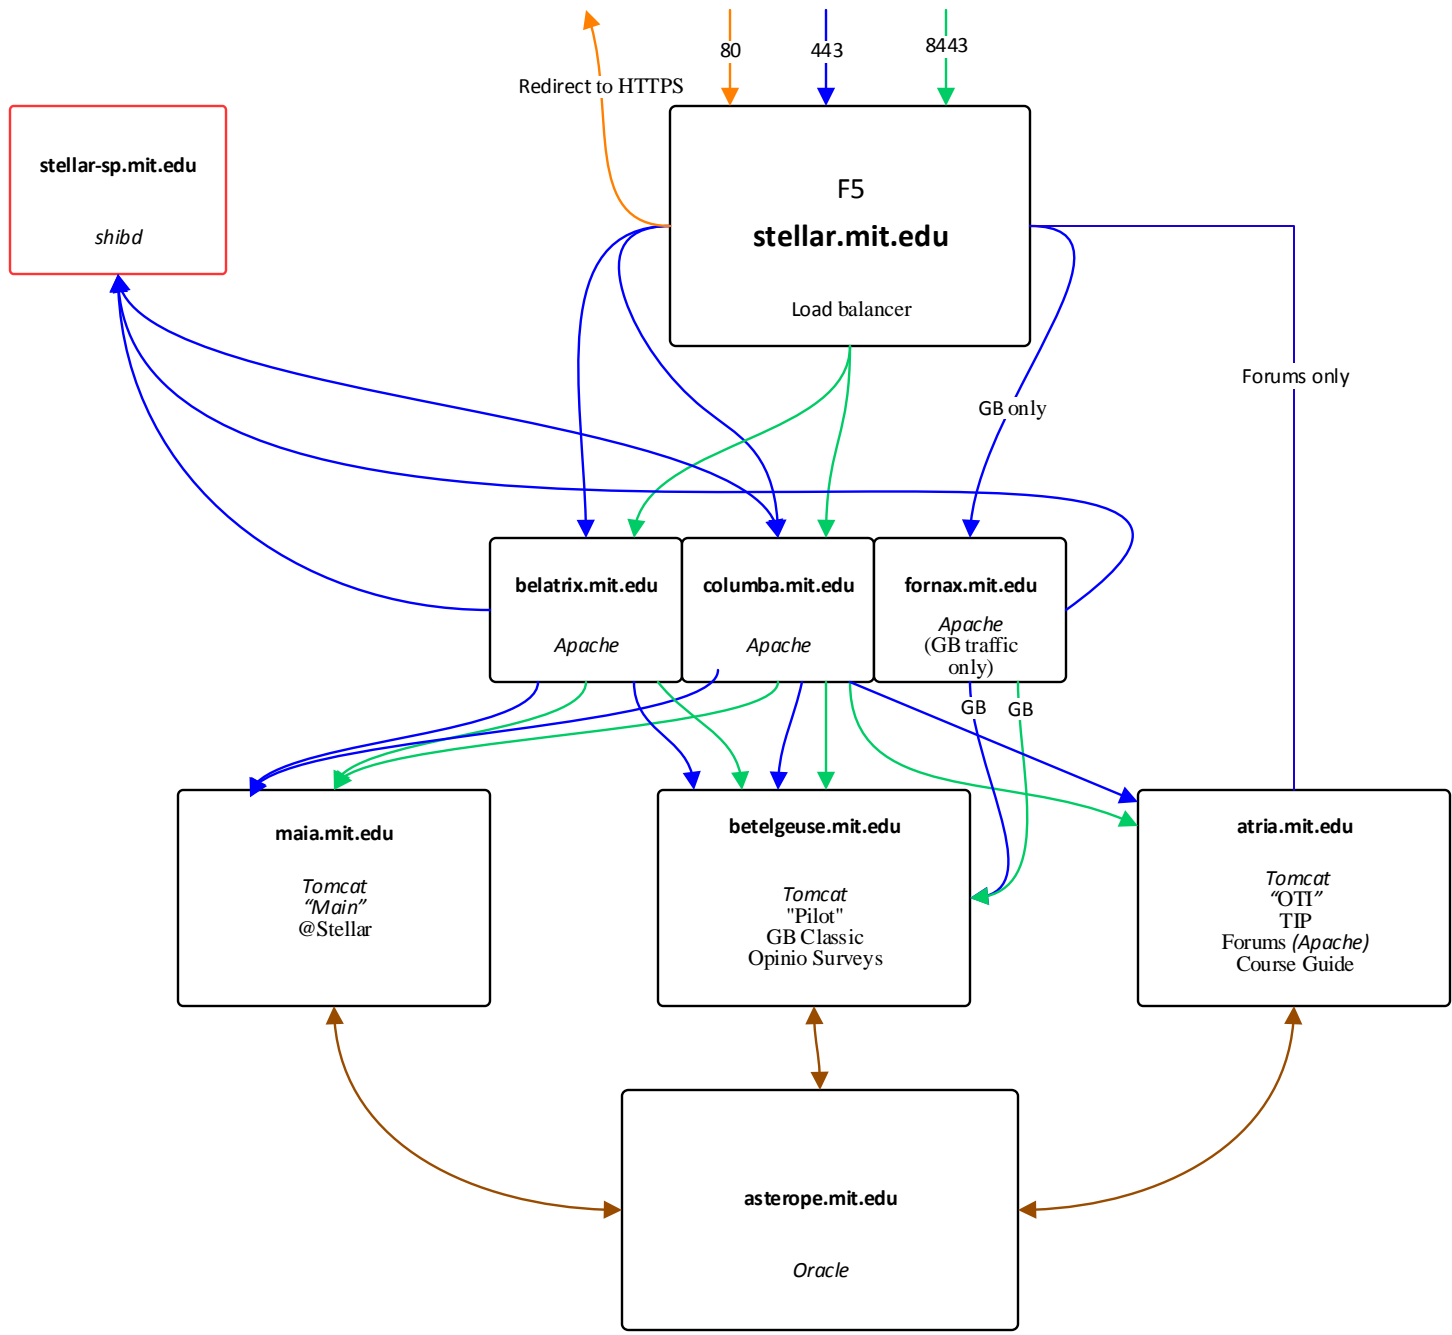 80
443
8443
Redirect to HTTPS
stellar-sp.mit.edu
shibd
F5
stellar.mit.edu
Load balancer
Forums only
GB only
belatrix.mit.edu
Apache
columba.mit.edu
Apache
fornax.mit.edu
Apache
(GB traffic
only)
GB
GB
maia.mit.edu
Tomcat
“Main”
@Stellar
betelgeuse.mit.edu
Tomcat
"Pilot"
GB Classic
Opinio Surveys
atria.mit.edu
Tomcat
“OTI”
TIP
Forums (Apache)
Course Guide
asterope.mit.edu
Oracle